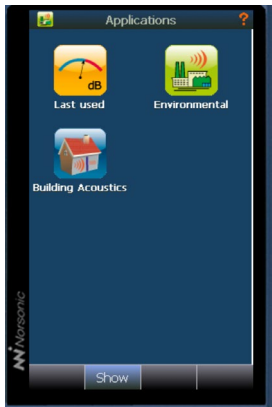 Applications ?
dB
Last used
Environmental
Building Acoustics
Norsonic
Show